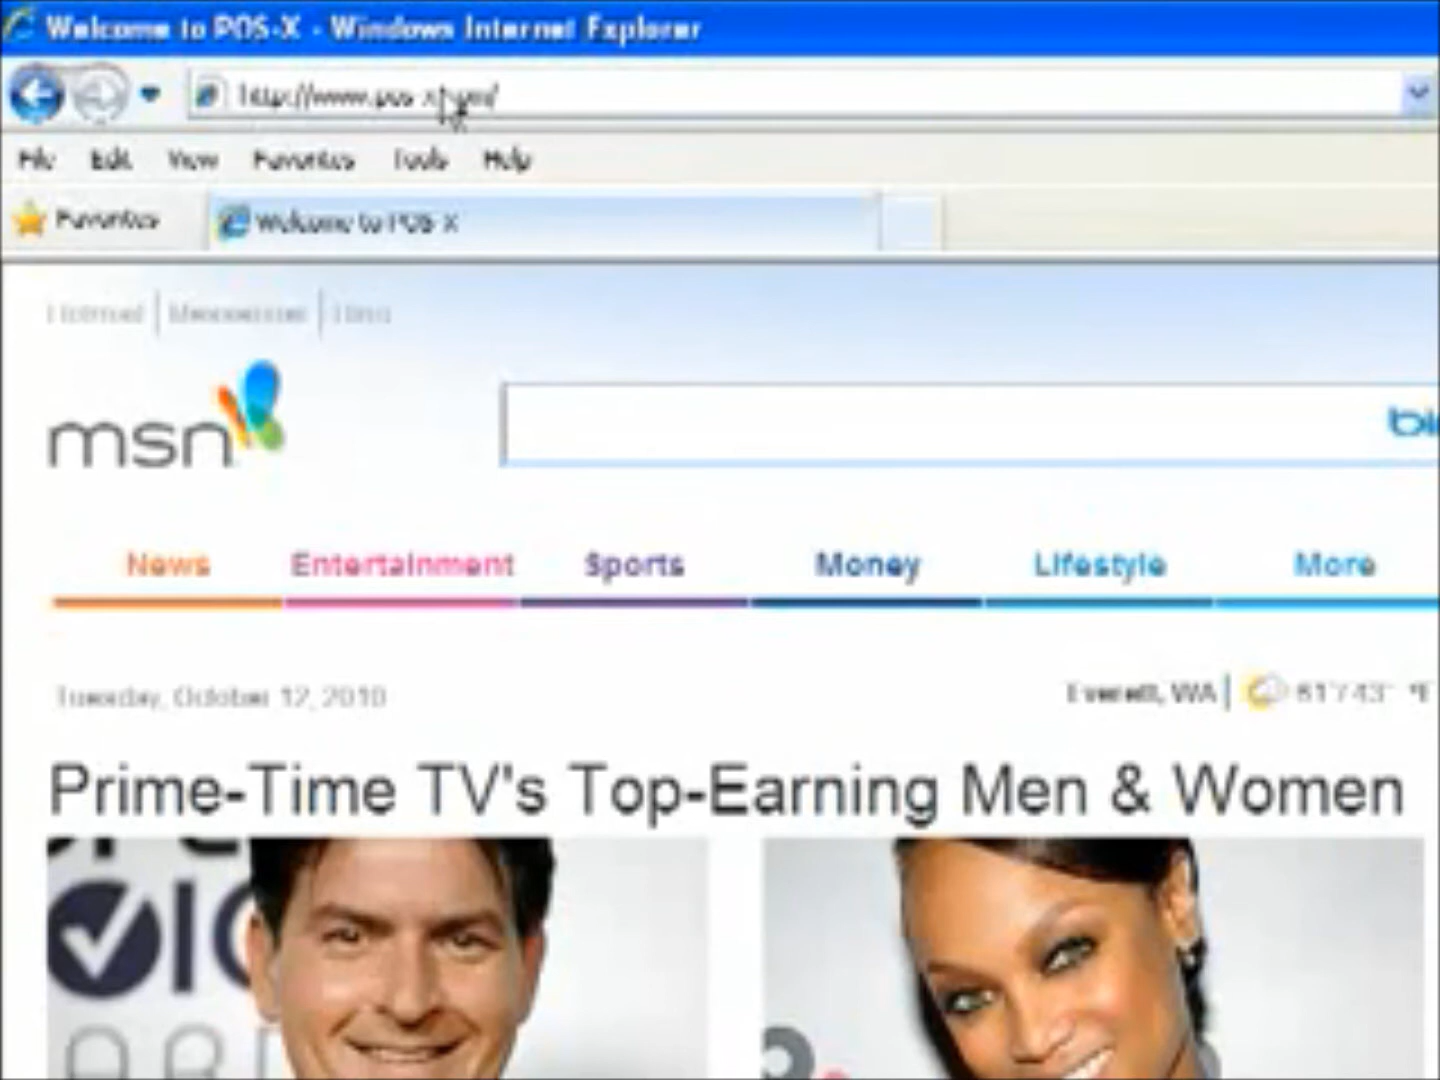 Welcome to POS-X - Windows Internet Explorer
http://www.pos-x
File Edit View Favorites Tools Help
Favorites Welcome to POS-X
Hotmail | Messenger |
msn
News Entertainment Sports Money Lifestyle More
Tuesday, October 12, 2010
Everett, WA
Prime-Time TV's Top-Earning Men & Women